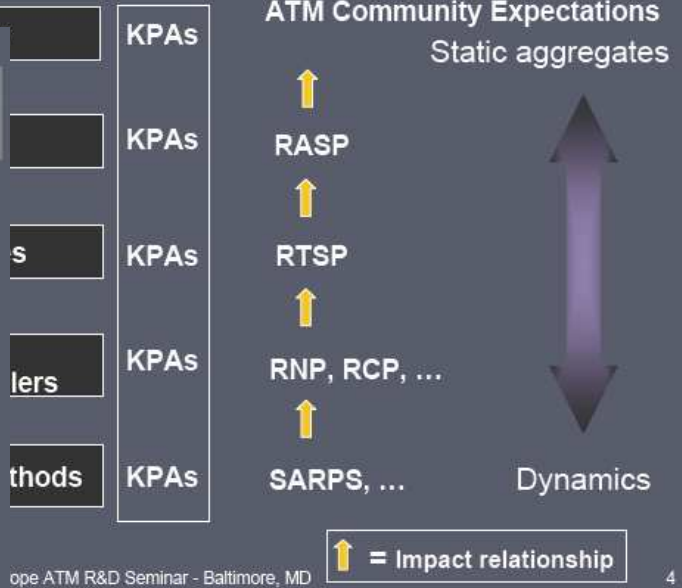 ATM Community Expectations
KPAs
Static aggregates
KPAs
RASP
s
KPAs
RTSP
lers
KPAs
RNP, RCP, …
thods
KPAs
SARPS, …
Dynamics
= Impact relationship
ope ATM R&D Seminar - Baltimore, MD
4